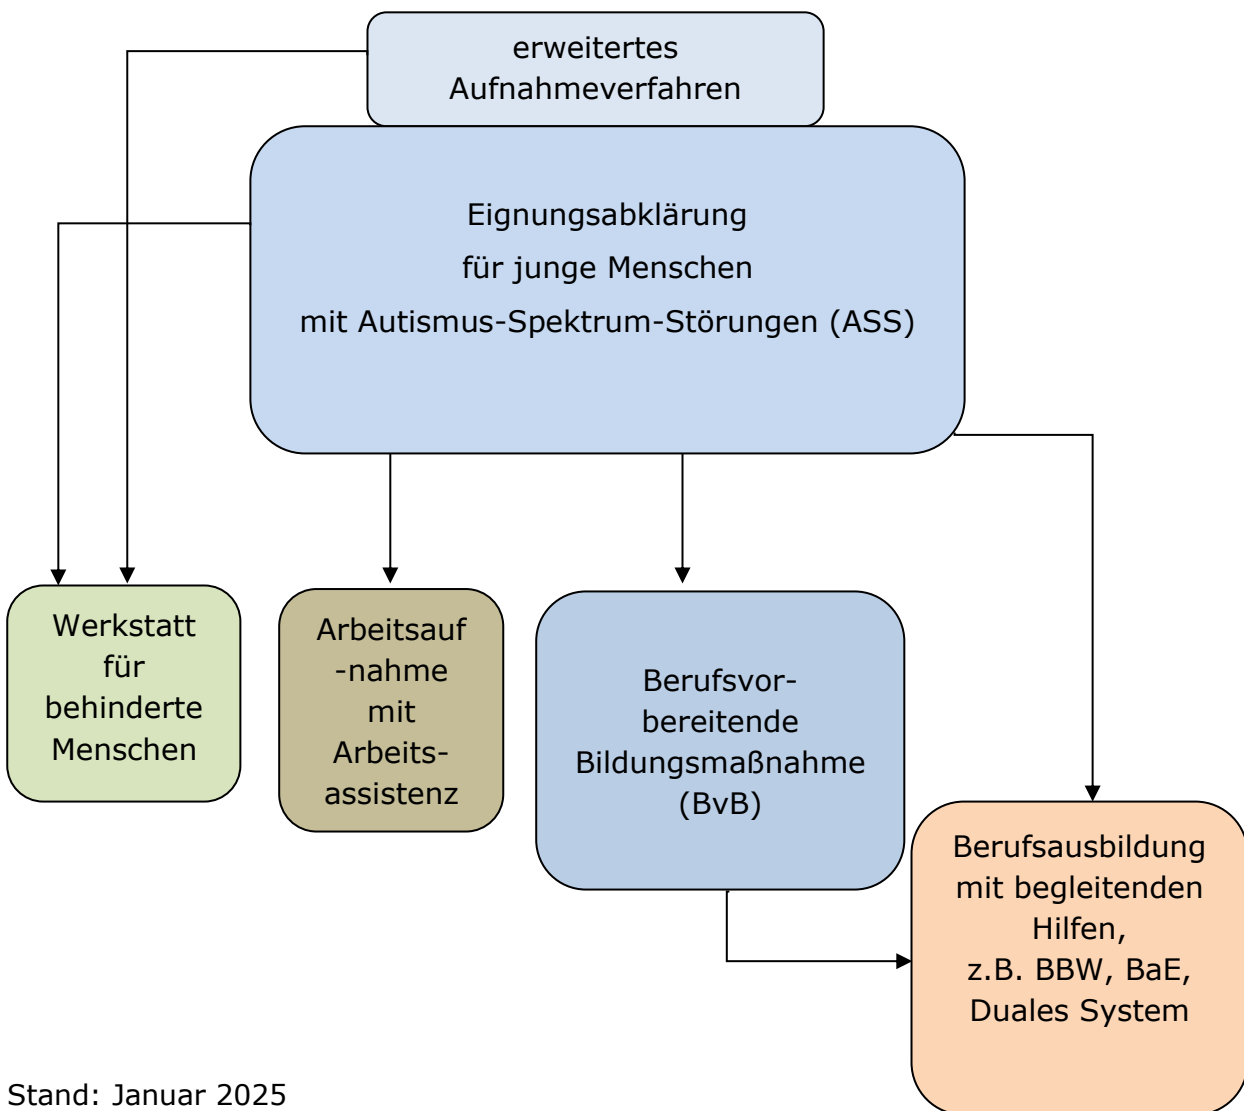 erweitertes
Aufnahmeverfahren
Eignungsabklärung
für junge Menschen
mit Autismus-Spektrum-Störungen (ASS)
Werkstatt
für
behinderte
Menschen
Arbeitsauf
-nahme
mit
Arbeits-
assistenz
Berufsvor-
bereitende
Bildungsmaßnahme
(BvB)
Berufsausbildung
mit begleitenden
Hilfen,
z.B. BBW, BaE,
Duales System
Stand: Januar 2025